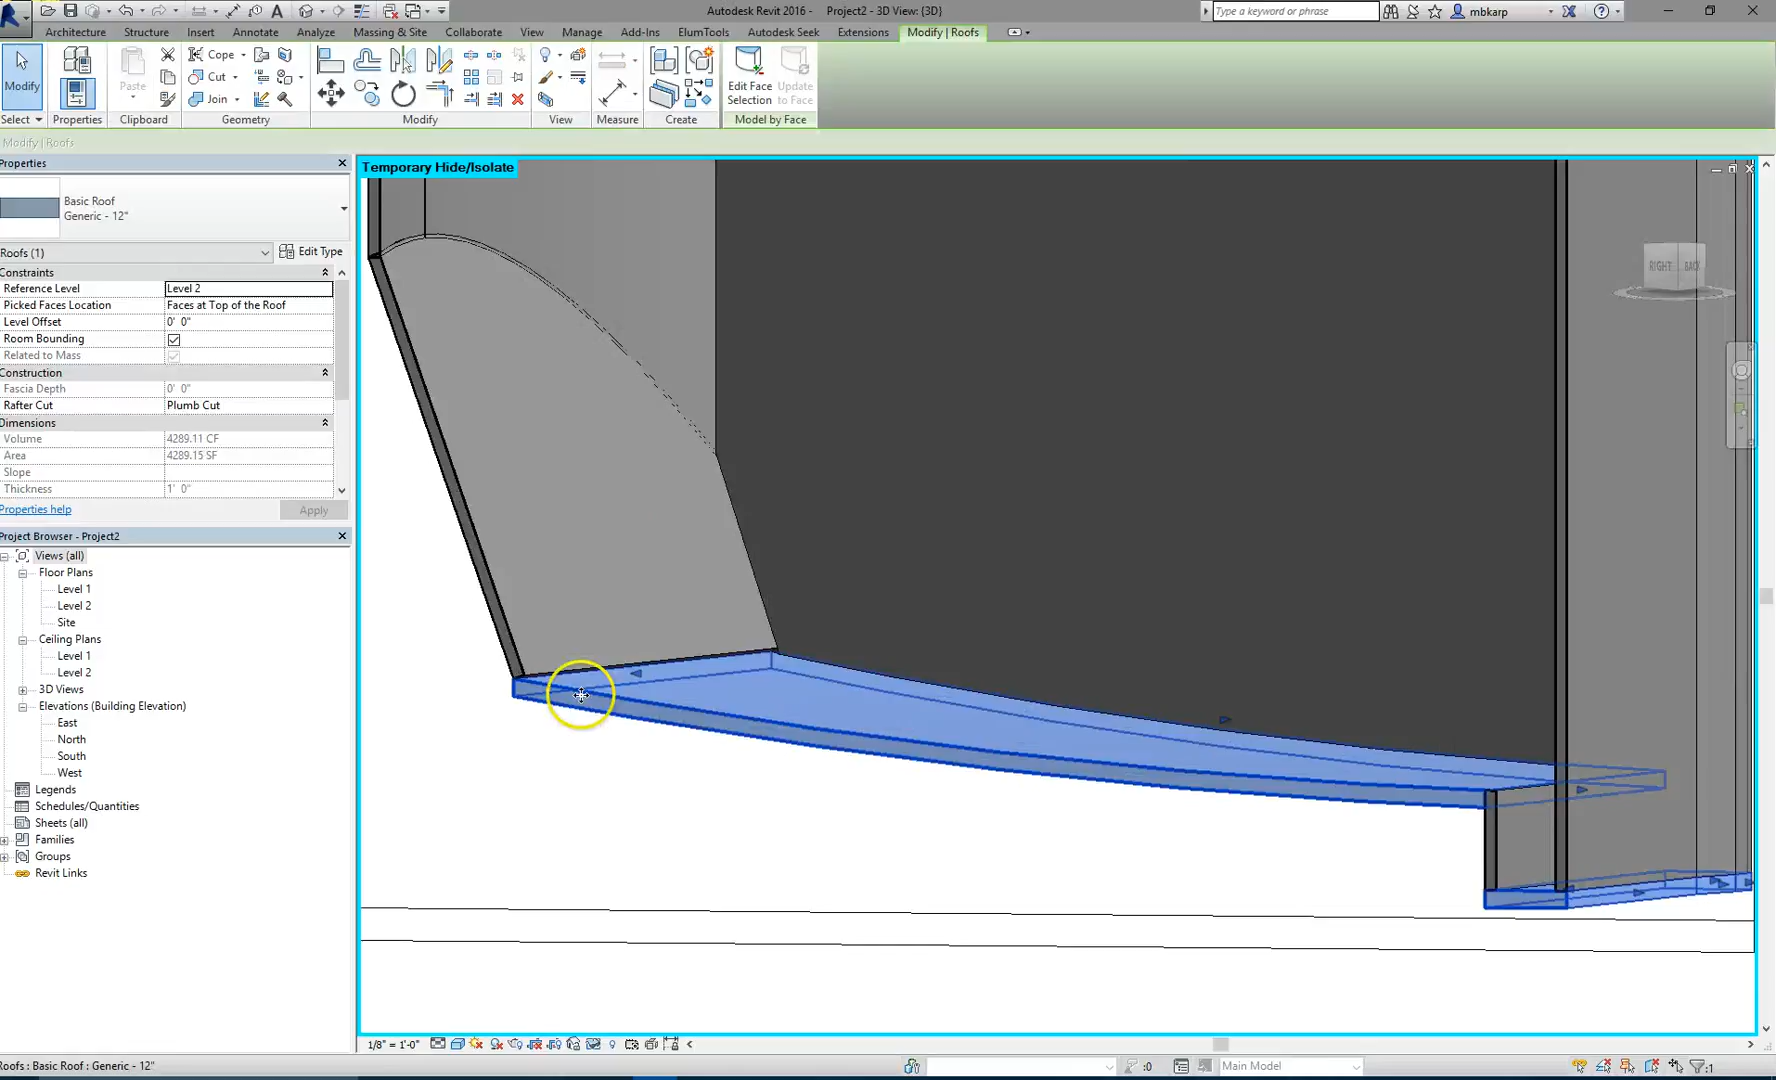 Autodesk Revit 2016 - Project2 - 3D View: {3D}
Type a keyword or phrase
mbkarp
Architecture Structure Insert Annotate Analyze Massing & Site Collaborate View Manage Add-Ins ElumTools Autodesk Seek Extensions Modify | Roofs
Modify
Paste
Cope
Cut
Join
Edit Face Selection
Update to Face
Select Properties Clipboard Geometry Modify View Measure Create Model by Face
Modify | Roofs
Properties
Basic Roof
Generic - 12"
Roofs (1)
Edit Type
Constraints
Reference Level Level 2
Picked Faces Location Faces at Top of the Roof
Level Offset 0' 0"
Room Bounding
Related to Mass
Construction
Fascia Depth 0' 0"
Rafter Cut Plumb Cut
Dimensions
Volume 4289.11 CF
Area 4289.15 SF
Slope
Thickness 1' 0"
Properties help
Apply
Project Browser - Project2
Views (all)
Floor Plans
Level 1
Level 2
Site
Ceiling Plans
Level 1
Level 2
3D Views
Elevations (Building Elevation)
East
North
South
West
Legends
Schedules/Quantities
Sheets (all)
Families
Groups
Revit Links
Temporary Hide/Isolate
RIGHT BACK
1/8" = 1'-0"
Roofs : Basic Roof : Generic - 12"
:0
Main Model
:1